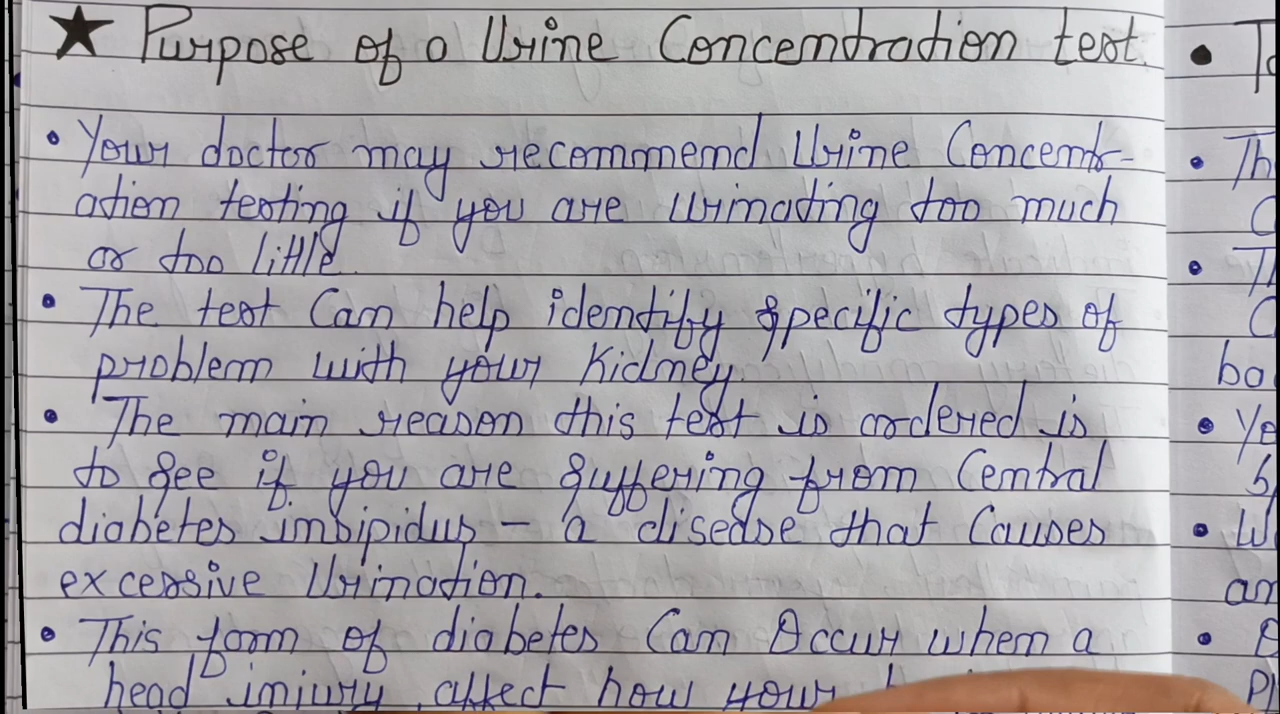 ★ Purpose of a Urine Concentration test.
• Your doctor may recommend Urine Concentr-
ation testing if you are urinating too much
or too little.
• The test Can help identify specific types of
problem with your Kidney.
• The main reason this test is ordered is
to see if you are suffering from Central
diabetes insipidus – a disease that Causes
excessive Urination.
• This form of diabetes Can Occur when a
head injury affect how your